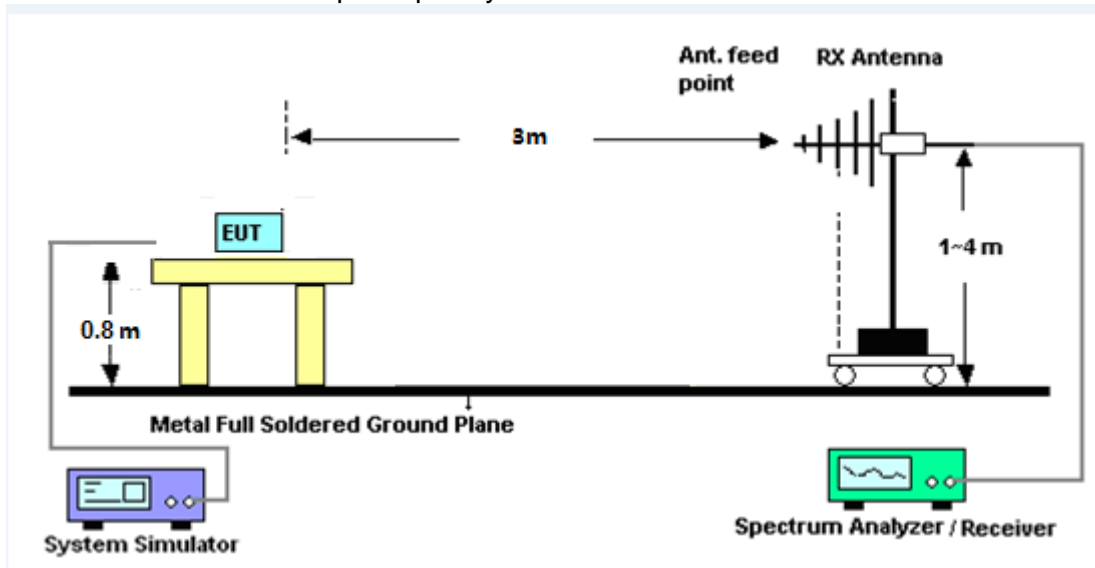 Ant. feed
point
RX Antenna
3m
EUT
1~4 m
0.8 m
Metal Full Soldered Ground Plane
System Simulator
Spectrum Analyzer / Receiver